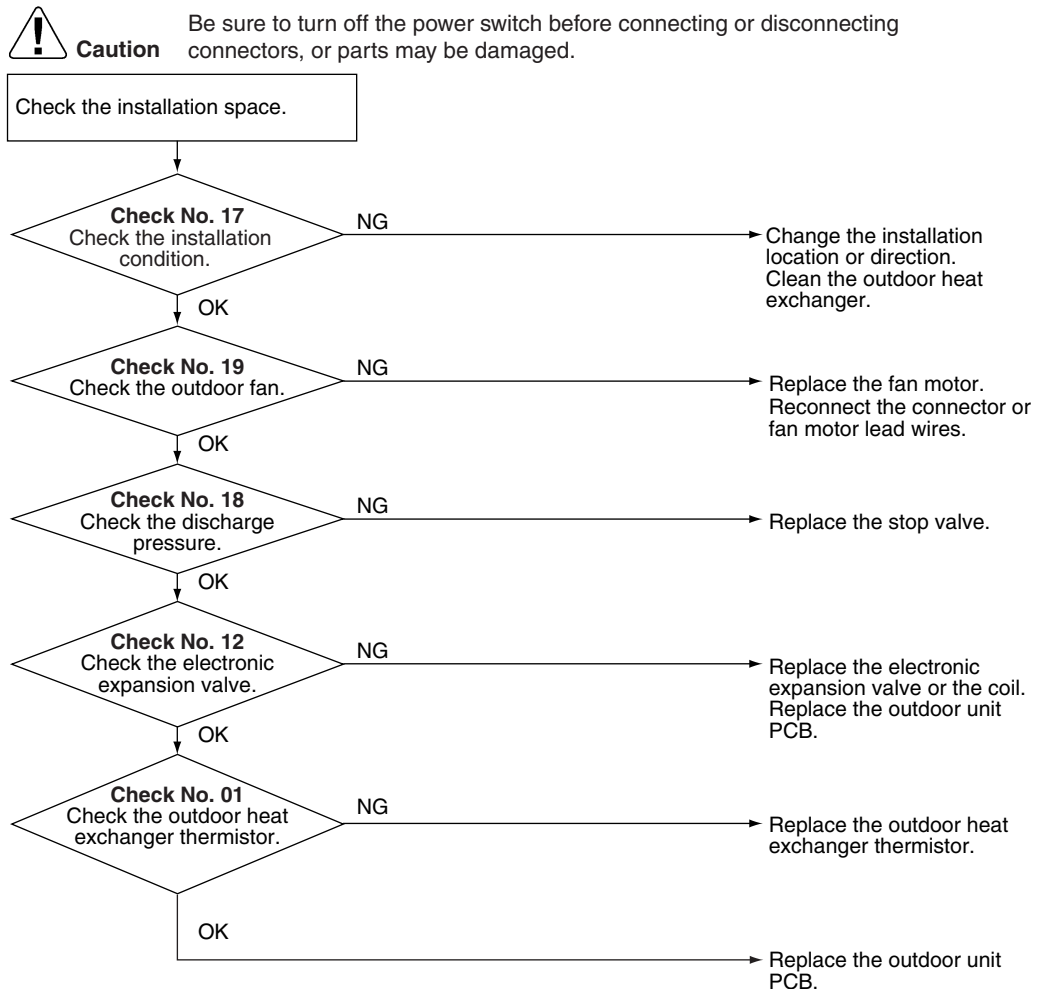 Be sure to turn off the power switch before connecting or disconnecting
Caution connectors, or parts may be damaged.
Check the installation space.
Check No. 17
Check the installation
condition.
NG
Change the installation
location or direction.
Clean the outdoor heat
exchanger.
OK
Check No. 19
Check the outdoor fan.
NG
Replace the fan motor.
Reconnect the connector or
fan motor lead wires.
OK
Check No. 18
Check the discharge
pressure.
NG
Replace the stop valve.
OK
Check No. 12
Check the electronic
expansion valve.
NG
Replace the electronic
expansion valve or the coil.
Replace the outdoor unit
PCB.
OK
Check No. 01
Check the outdoor heat
exchanger thermistor.
NG
Replace the outdoor heat
exchanger thermistor.
OK
Replace the outdoor unit
PCB.